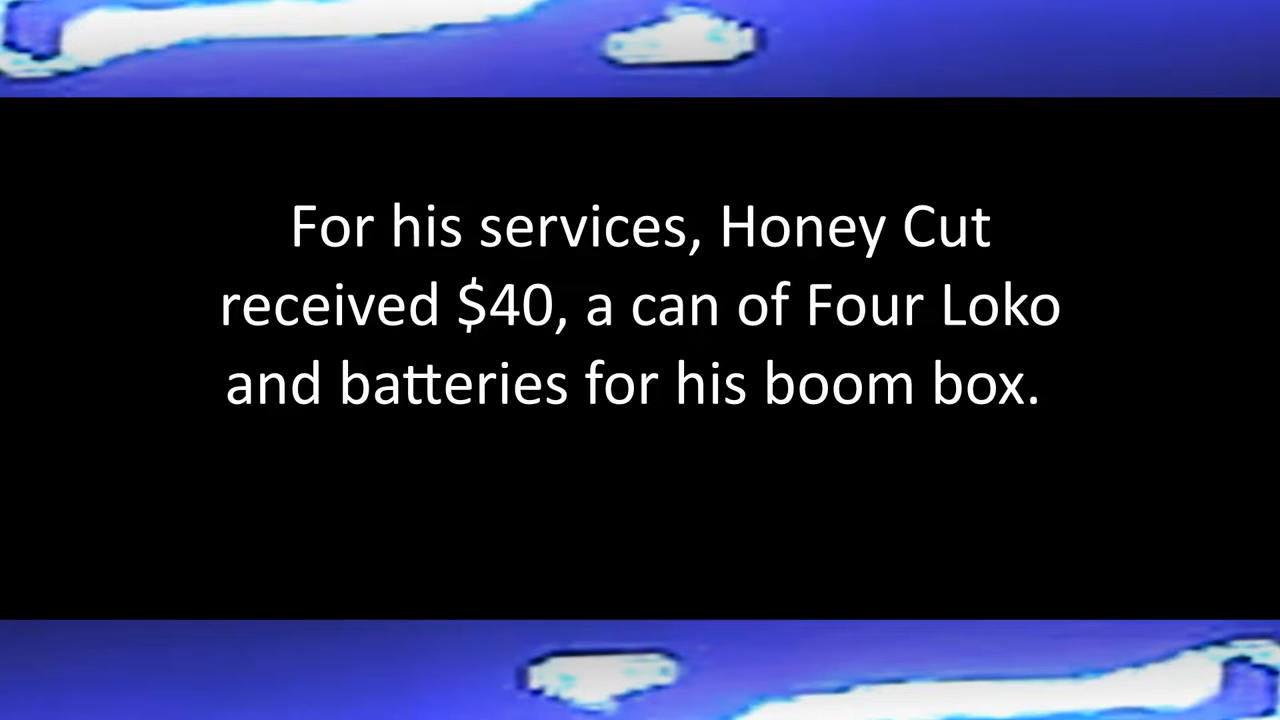 For his services, Honey Cut
received $40, a can of Four Loko
and batteries for his boom box.